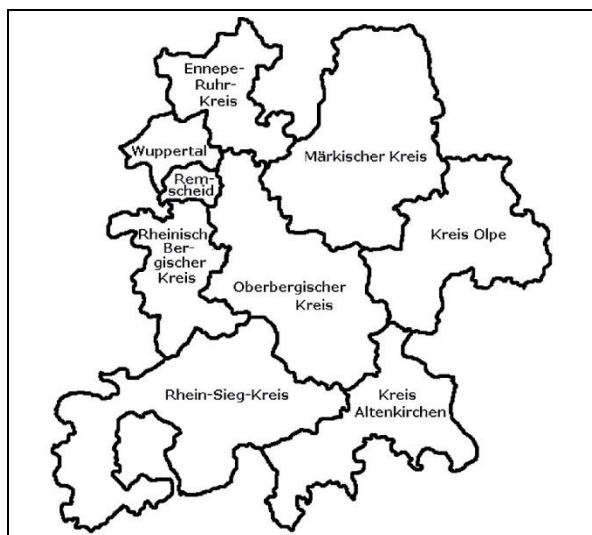 Ennepe-
Ruhr-
Kreis
Wuppertal
Märkischer Kreis
Rem-
scheid
Rheinisch
Ber-
gischer
Kreis
Kreis Olpe
Oberbergischer
Kreis
Rhein-Sieg-Kreis
Kreis
Altenkirchen